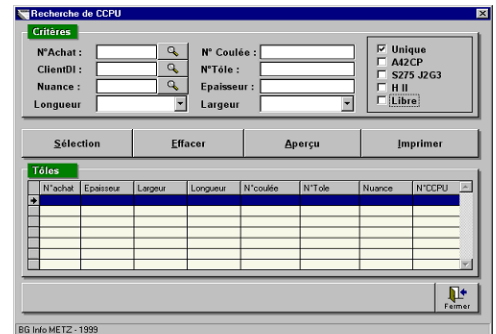 Recherche de CCPU
Critères
N°Achat :
ClientDI :
Nuance :
Longueur
N° Coulée :
N°Tôle :
Epaisseur :
Largeur
Unique
A42CP
S275 J2G3
H II
Libre
Sélection Effacer Aperçu Imprimer
Tôles
N°achat Epaisseur Largeur Longueur N°coulée N°Tole Nuance N°CCPU
Fermer
BG Info METZ - 1999